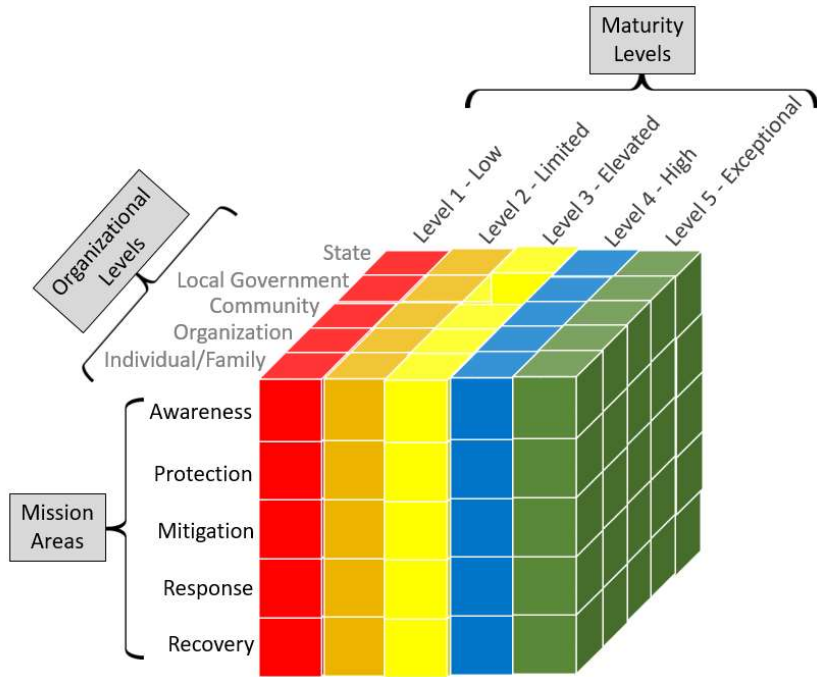 Maturity
Levels
Level 1 - Low
Level 2 - Limited
Level 3 - Elevated
Level 4 - High
Level 5 - Exceptional
Organizational
Levels
State
Local Government
Community
Organization
Individual/Family
Mission
Areas
Awareness
Protection
Mitigation
Response
Recovery